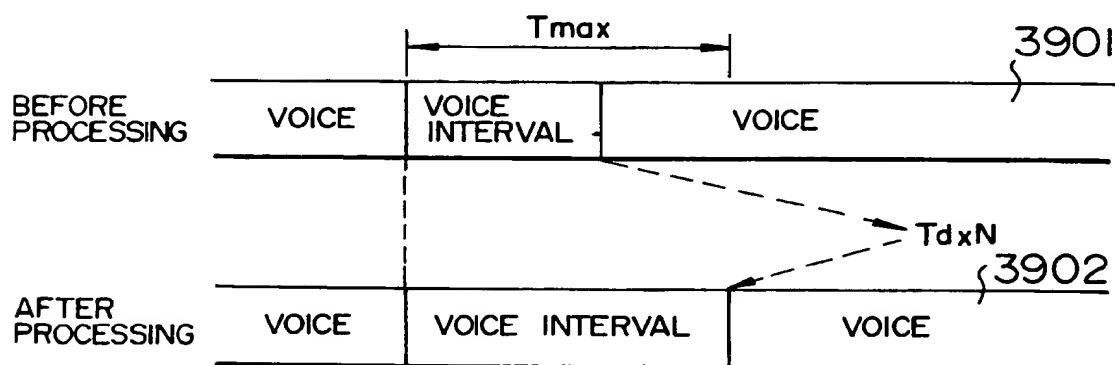 Tmax
3901
BEFORE
PROCESSING
VOICE
VOICE
INTERVAL
VOICE
TdxN
3902
AFTER
PROCESSING
VOICE
VOICE INTERVAL
VOICE